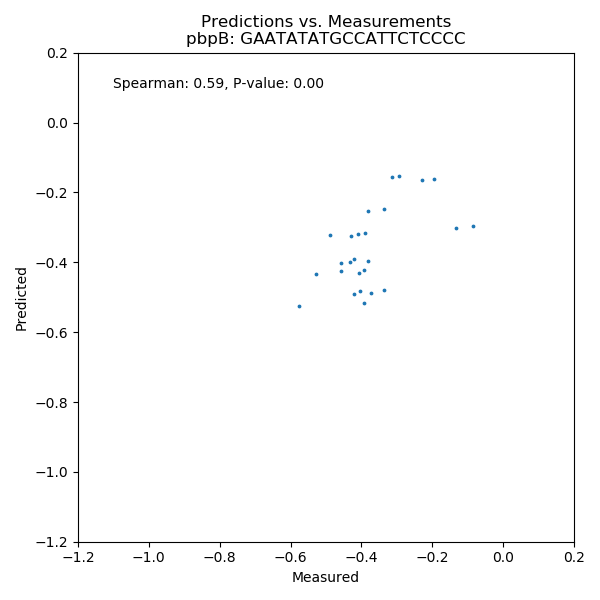 Predictions vs. Measurements
pbpB: GAATATATGCCATTCTCCCC
Spearman: 0.59, P-value: 0.00
0.2
0.0
−0.2
−0.4
−0.6
−0.8
−1.0
−1.2
Predicted
−1.2 −1.0 −0.8 −0.6 −0.4 −0.2 0.0 0.2
Measured